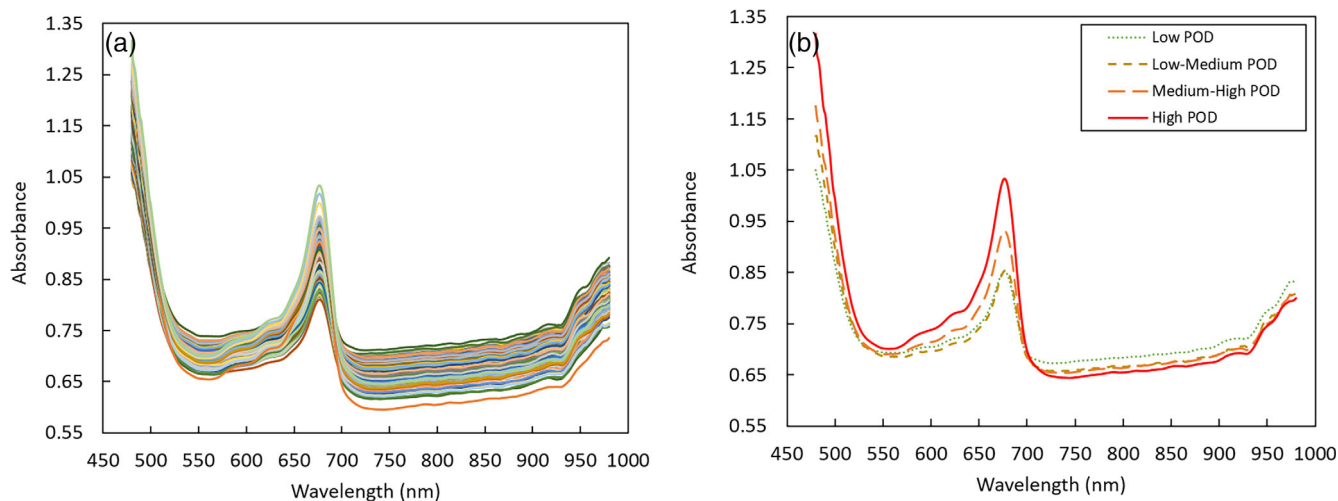 (a)
1.35
1.25
1.15
1.05
0.95
0.85
0.75
0.65
0.55
Absorbance
450 500 550 600 650 700 750 800 850 900 950 1000
Wavelength (nm)
(b)
1.35
1.25
1.15
1.05
0.95
0.85
0.75
0.65
0.55
Absorbance
450 500 550 600 650 700 750 800 850 900 950 1000
Wavelength (nm)
Low POD
Low-Medium POD
Medium-High POD
High POD